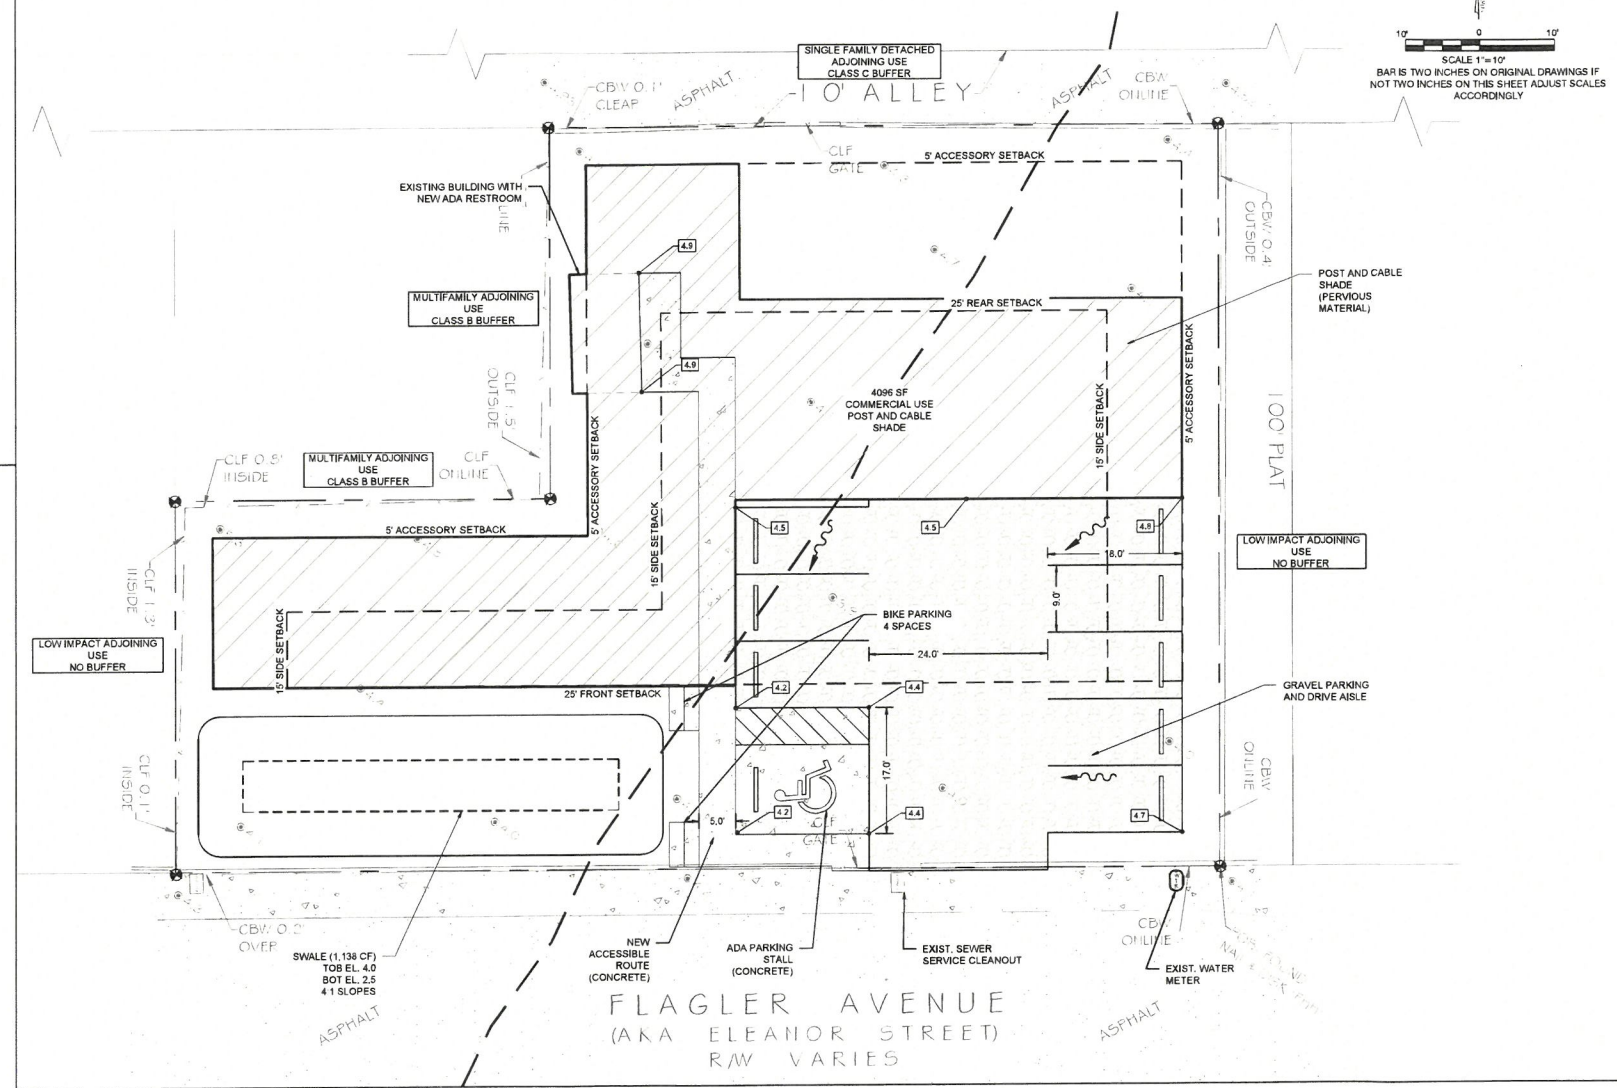 10' 0 10'
SCALE 1"=10'
BAR IS TWO INCHES ON ORIGINAL DRAWINGS IF
NOT TWO INCHES ON THIS SHEET ADJUST SCALES
ACCORDINGLY
SINGLE FAMILY DETACHED
ADJOINING USE
CLASS C BUFFER
CBW 0.1'
CLEAR
ASPHALT
10' ALLEY
ASPHALT
CBW
ONLINE
CLF
GATE
5' ACCESSORY SETBACK
EXISTING BUILDING WITH
NEW ADA RESTROOM
LINE
CBW 0.4'
OUTSIDE
4.9
POST AND CABLE
SHADE
(PERVIOUS
MATERIAL)
MULTIFAMILY ADJOINING
USE
CLASS B BUFFER
25' REAR SETBACK
4.9
5' ACCESSORY SETBACK
CLF 1.5'
OUTSIDE
4096 SF
COMMERCIAL USE
POST AND CABLE
SHADE
15' SIDE SETBACK
100' PLAT
CLF 0.5'
INSIDE
MULTIFAMILY ADJOINING
USE
CLASS B BUFFER
CLF
ONLINE
5' ACCESSORY SETBACK
5' ACCESSORY SETBACK
15' SIDE SETBACK
4.5
4.5
4.8
18.0'
LOW IMPACT ADJOINING
USE
NO BUFFER
CLF 1.3'
INSIDE
9.0'
BIKE PARKING
4 SPACES
LOW IMPACT ADJOINING
USE
NO BUFFER
15' SIDE SETBACK
24.0'
25' FRONT SETBACK
4.2
4.4
GRAVEL PARKING
AND DRIVE AISLE
CLF 0.1'
INSIDE
17.0'
CBW
ONLINE
5.0'
4.2
4.4
4.7
CLF
GATE
CBW 0.2'
OVER
SWALE (1,138 CF)
TOB EL. 4.0
BOT EL. 2.5
4:1 SLOPES
NEW
ACCESSIBLE
ROUTE
(CONCRETE)
ADA PARKING
STALL
(CONCRETE)
EXIST. SEWER
SERVICE CLEANOUT
CBW
ONLINE
EXIST. WATER
METER
ASPHALT
FLAGLER AVENUE
(AKA ELEANOR STREET)
R/W VARIES
ASPHALT